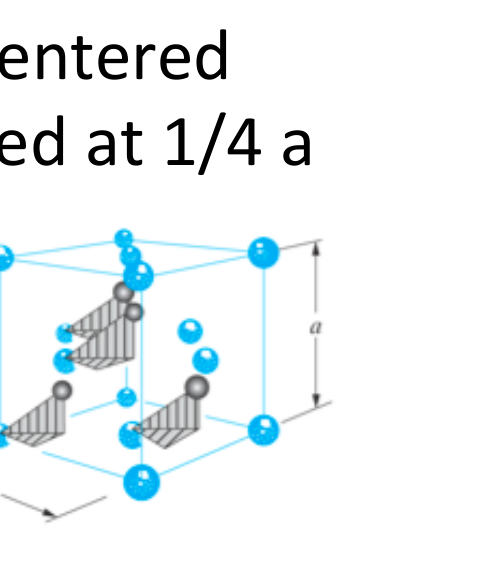 entered
ed at 1/4 a
a